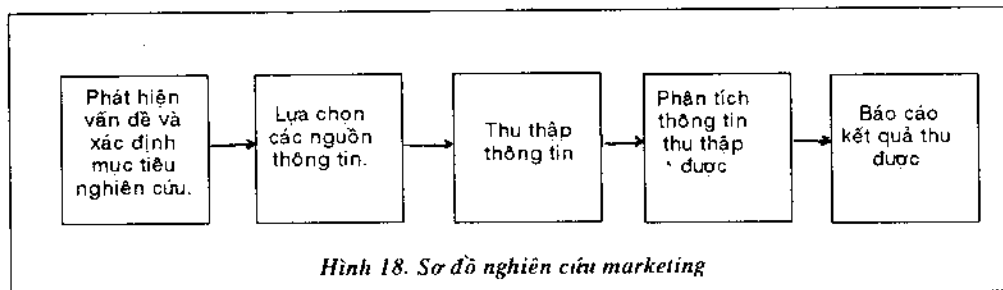 Phát hiện
vấn đề và
xác định
mục tiêu
nghiên cứu.
Lựa chọn
các nguồn
thông tin.
Thu thập
thông tin
Phân tích
thông tin
thu thập
được
Báo cáo
kết quả thu
được
Hình 18. Sơ đồ nghiên cứu marketing